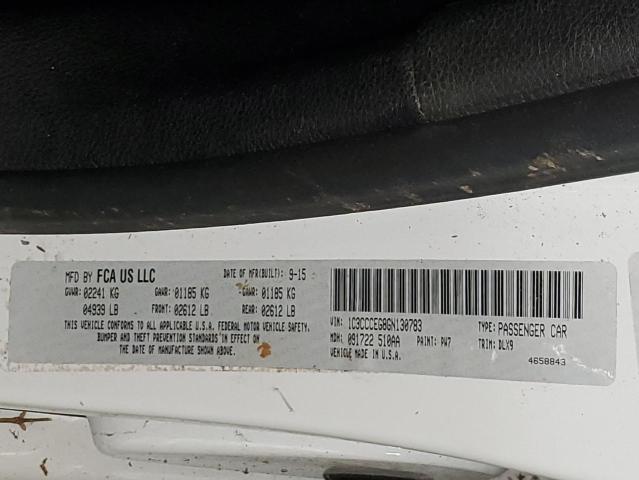 MFD BY FCA US LLC DATE OF MFR(BUILT): 9-15
GVWR: 02241 KG GAWR: 01185 KG GAWR: 01185 KG
04939 LB FRONT: 02612 LB REAR: 02612 LB
THIS VEHICLE CONFORMS TO ALL APPLICABLE U.S.A. FEDERAL MOTOR VEHICLE SAFETY,
BUMPER AND THEFT PREVENTION STANDARDS IN EFFECT ON
THE DATE OF MANUFACTURE SHOWN ABOVE.
VIN: 1C3CCCEG8GN130783 TYPE: PASSENGER CAR
MDH: 091722 510AA PAINT: PW7 TRIM: DLX9
VEHICLE MADE IN U.S.A.
4658843